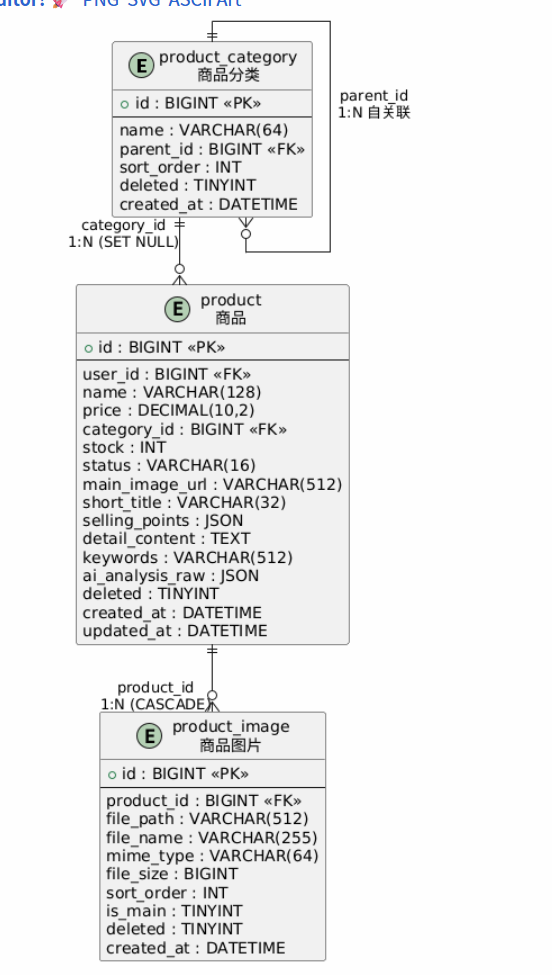 PNG SVG ASCII Art
E
product_category
商品分类
id : BIGINT «PK»
name : VARCHAR(64)
parent_id : BIGINT «FK»
sort_order : INT
deleted : TINYINT
created_at : DATETIME
parent_id
1:N 自关联
category_id
1:N (SET NULL)
E
product
商品
id : BIGINT «PK»
user_id : BIGINT «FK»
name : VARCHAR(128)
price : DECIMAL(10,2)
category_id : BIGINT «FK»
stock : INT
status : VARCHAR(16)
main_image_url : VARCHAR(512)
short_title : VARCHAR(32)
selling_points : JSON
detail_content : TEXT
keywords : VARCHAR(512)
ai_analysis_raw : JSON
deleted : TINYINT
created_at : DATETIME
updated_at : DATETIME
product_id
1:N (CASCADE)
E
product_image
商品图片
id : BIGINT «PK»
product_id : BIGINT «FK»
file_path : VARCHAR(512)
file_name : VARCHAR(255)
mime_type : VARCHAR(64)
file_size : BIGINT
sort_order : INT
is_main : TINYINT
deleted : TINYINT
created_at : DATETIME